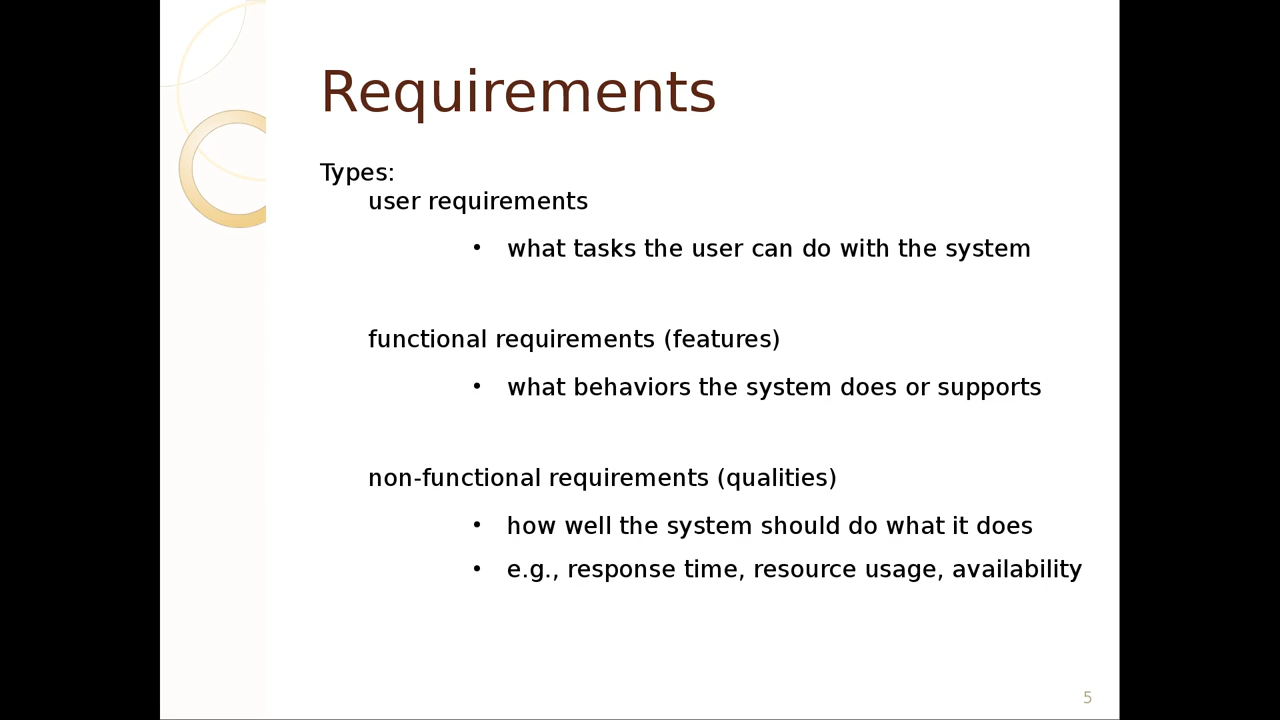 Requirements
Types:
user requirements
• what tasks the user can do with the system
functional requirements (features)
• what behaviors the system does or supports
non-functional requirements (qualities)
• how well the system should do what it does
• e.g., response time, resource usage, availability
5